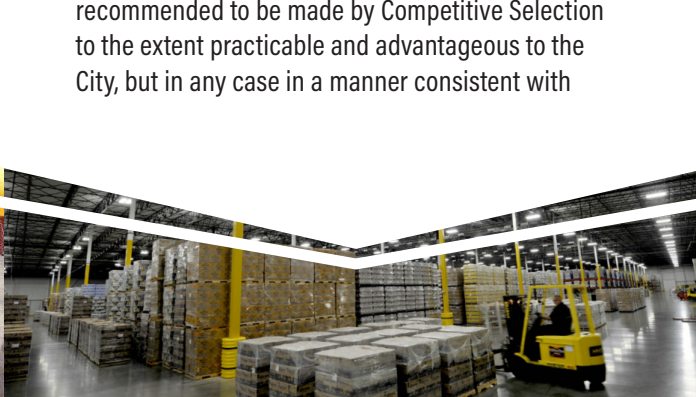 recommended to be made by Competitive Selection
to the extent practicable and advantageous to the
City, but in any case in a manner consistent with